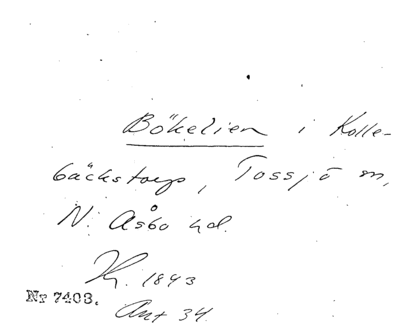 Bökelien i Kolle-
bäckstorp, Tossjö sn,
N. Åsbo hd.
K. 1843
Ant 34.
Nr 7403.